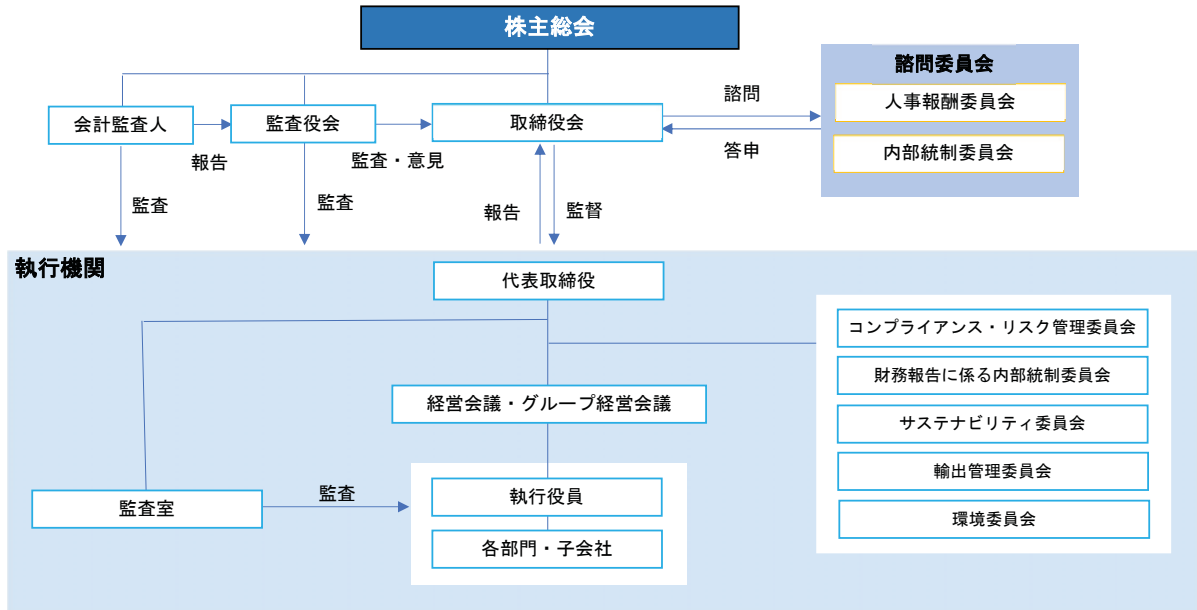 株主総会
諮問委員会
人事報酬委員会
内部統制委員会
諮問
答申
会計監査人
報告
監査役会
監査・意見
取締役会
監査
監査
報告
監督
執行機関
代表取締役
コンプライアンス・リスク管理委員会
財務報告に係る内部統制委員会
サステナビリティ委員会
輸出管理委員会
環境委員会
経営会議・グループ経営会議
監査室
監査
執行役員
各部門・子会社